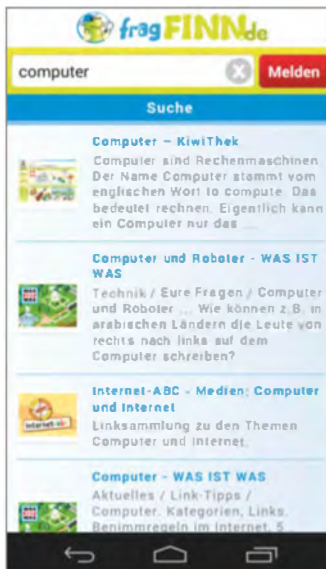 fragFINN.de
computer
Melden
Suche
Computer – KiwiThek
Computer sind Rechenmaschinen
Der Name Computer stammt vom
englischen Wort to compute. Das
bedeutet rechnen. Eigentlich kann
ein Computer nur das ...
Computer und Roboter - WAS IST
WAS
Technik / Eure Fragen / Computer
und Roboter ... Wie können z.B. in
arabischen Ländern die Leute von
rechts nach links auf dem
Computer schreiben?
Internet-ABC - Medien: Computer
und Internet
Linksammlung zu den Themen
Computer und Internet.
internet-abc
Computer - WAS IST WAS
Aktuelles / Link-Tipps /
Computer. Kategorien, Links.
Benimmregeln im Internet. 5